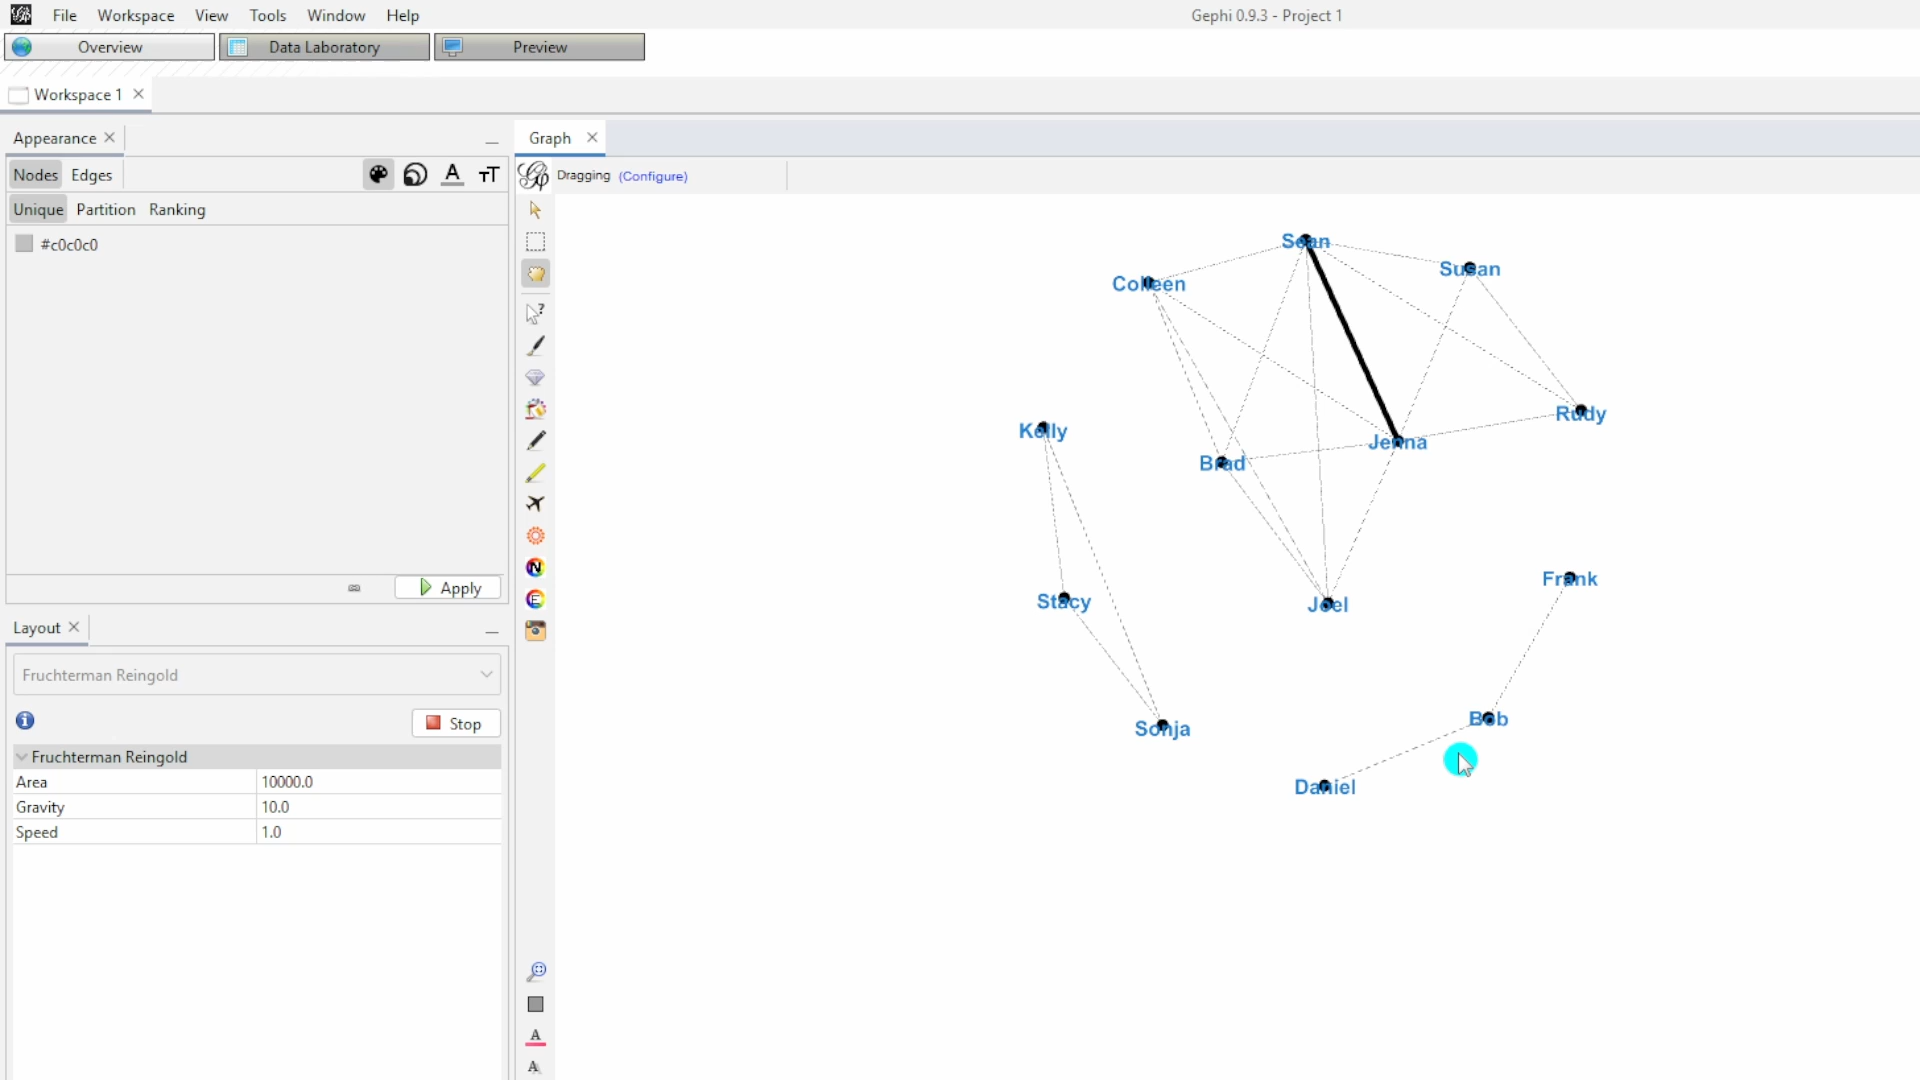 File Workspace View Tools Window Help
Gephi 0.9.3 - Project 1
Overview
Data Laboratory
Preview
Workspace 1
Appearance
Graph
Nodes Edges
A
TT
Dragging (Configure)
Unique Partition Ranking
#c0c0c0
?
Sean
Susan
Colleen
Rudy
Kelly
Jenna
Brad
N
Apply
Frank
E
Stacy
Joel
Layout
Fruchterman Reingold
Stop
Bob
Sonja
Fruchterman Reingold
Area 10000.0
Daniel
Gravity 10.0
Speed 1.0
A
A